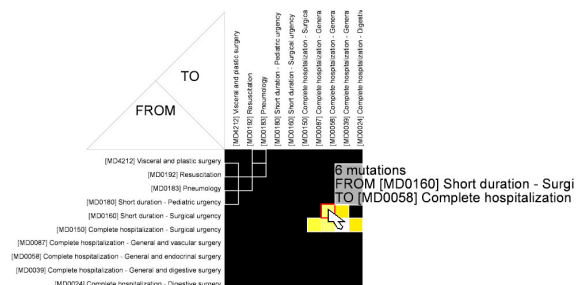 TO
FROM
[MD4212] Visceral and plastic surgery
[MD0192] Resuscitation
[MD0183] Pneumology
[MD0180] Short duration - Pediatric urgency
[MD0160] Short duration - Surgical urgency
[MD0150] Complete hospitalization - Surgica
[MD0087] Complete hospitalization - Genera
[MD0058] Complete hospitalization - Genera
[MD0039] Complete hospitalization - Genera
[MD0024] Complete hospitalization - Digestiv
[MD4212] Visceral and plastic surgery
[MD0192] Resuscitation
[MD0183] Pneumology
[MD0180] Short duration - Pediatric urgency
[MD0160] Short duration - Surgical urgency
[MD0150] Complete hospitalization - Surgical urgency
[MD0087] Complete hospitalization - General and vascular surgery
[MD0058] Complete hospitalization - General and endocrinal surgery
[MD0039] Complete hospitalization - General and digestive surgery
[MD0024] Complete hospitalization - Digestive surgery
6 mutations
FROM [MD0160] Short duration - Surgi
TO [MD0058] Complete hospitalization